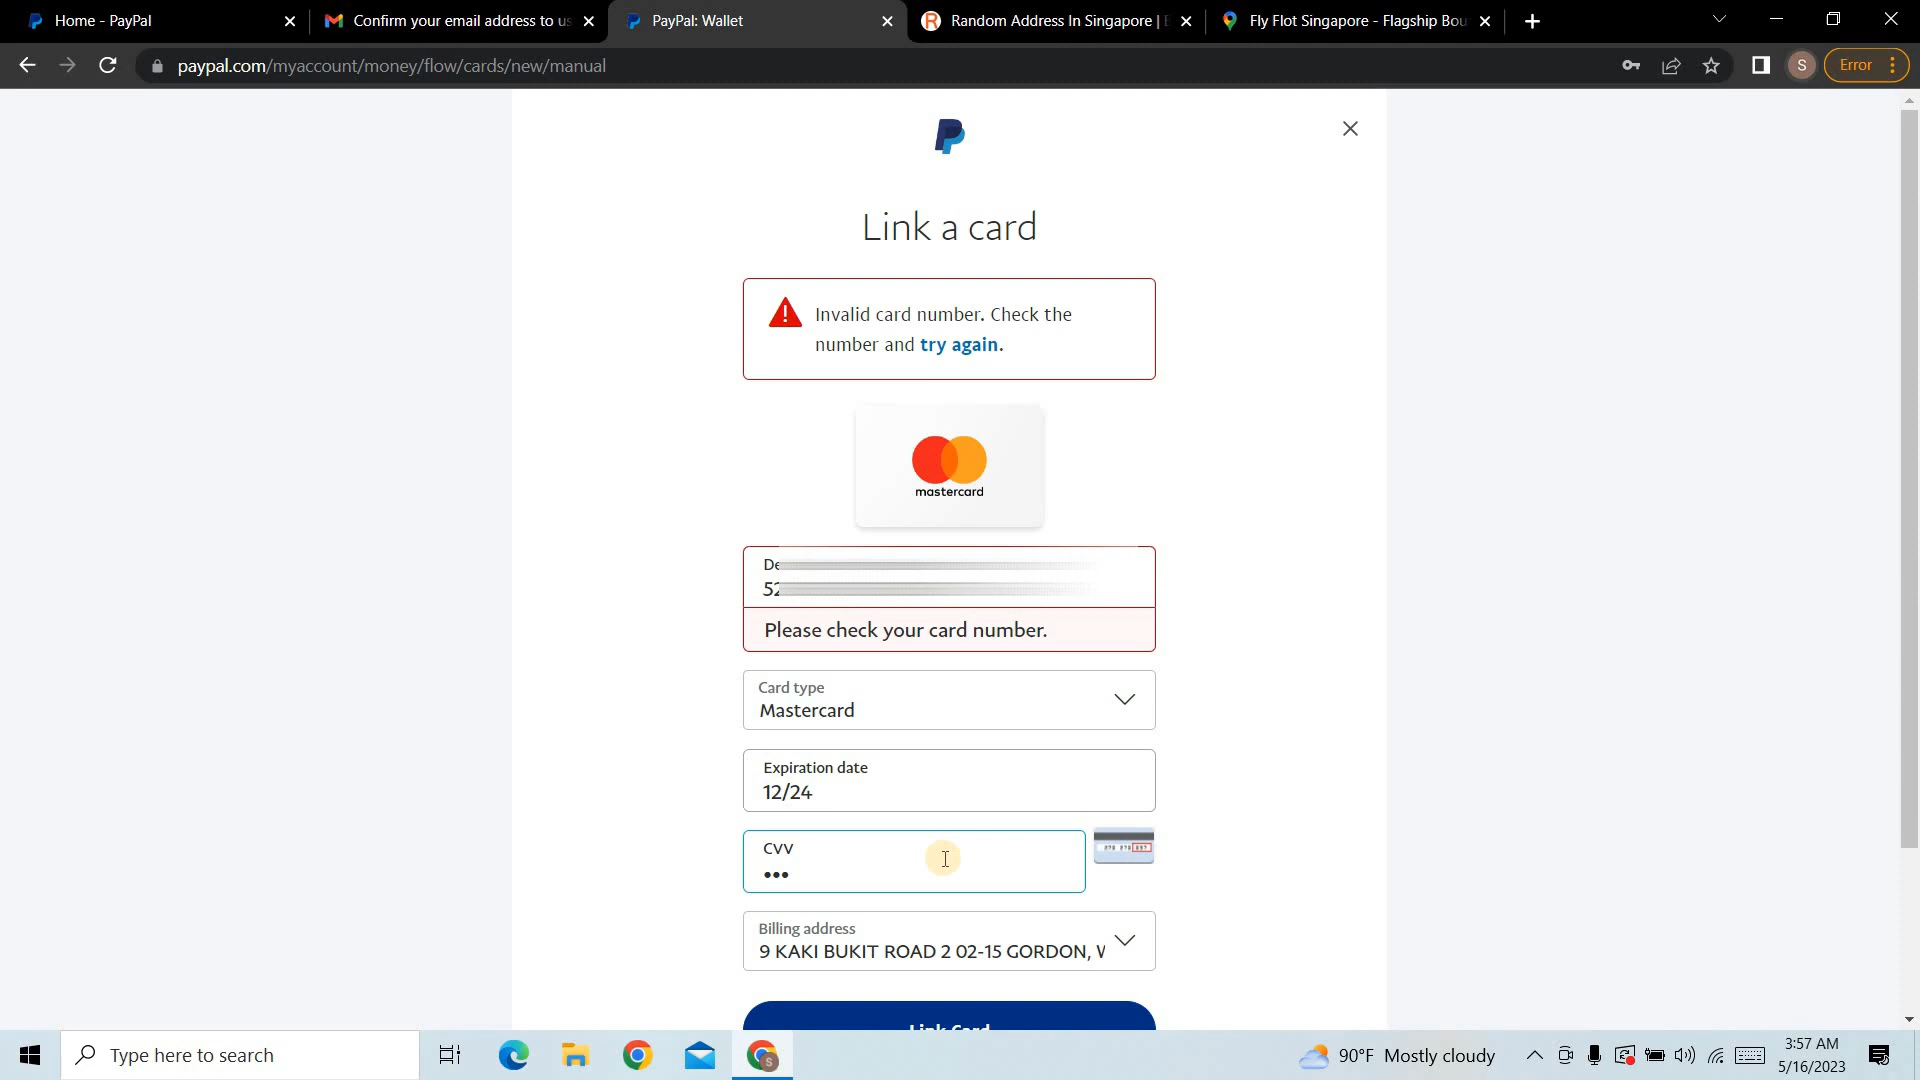 Home - PayPal
Confirm your email address to us
PayPal: Wallet
Random Address In Singapore |
Fly Flot Singapore - Flagship Bou
paypal.com/myaccount/money/flow/cards/new/manual
S
Error
Link a card
Invalid card number. Check the
number and try again.
mastercard
De
52
Please check your card number.
Card type
Mastercard
Expiration date
12/24
CVV
Billing address
9 KAKI BUKIT ROAD 2 02-15 GORDON, W
Link Card
Type here to search
S
90°F Mostly cloudy
3:57 AM
5/16/2023